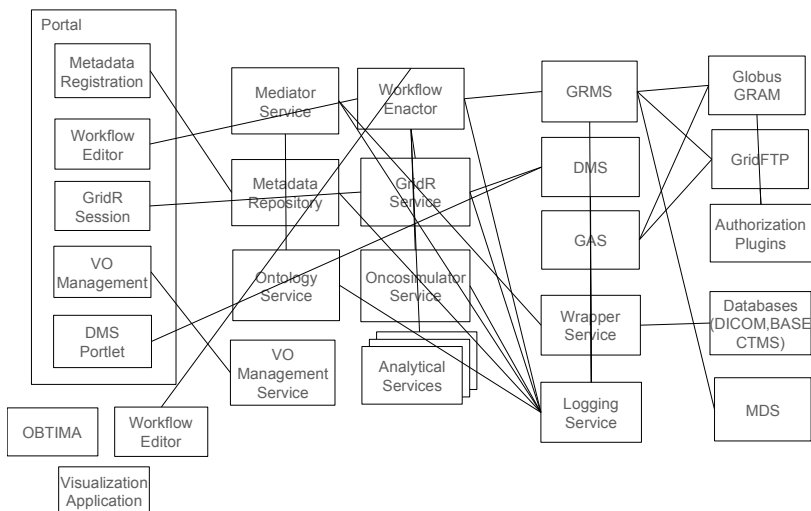 Portal
Metadata
Registration
Workflow
Editor
GridR
Session
VO
Management
DMS
Portlet
OBTIMA
Workflow
Editor
Visualization
Application
Mediator
Service
Metadata
Repository
Ontology
Service
VO
Management
Service
Workflow
Enactor
GridR
Service
Oncosimulator
Service
Analytical
Services
GRMS
DMS
GAS
Wrapper
Service
Logging
Service
Globus
GRAM
GridFTP
Authorization
Plugins
Databases
(DICOM,BASE
CTMS)
MDS